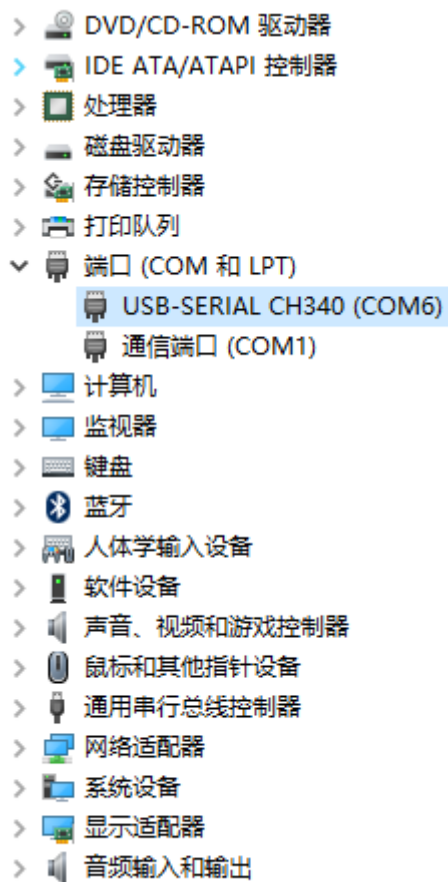 DVD/CD-ROM 驱动器
IDE ATA/ATAPI 控制器
处理器
磁盘驱动器
存储控制器
打印队列
端口 (COM 和 LPT)
USB-SERIAL CH340 (COM6)
通信端口 (COM1)
计算机
监视器
键盘
蓝牙
人体学输入设备
软件设备
声音、视频和游戏控制器
鼠标和其他指针设备
通用串行总线控制器
网络适配器
系统设备
显示适配器
音频输入和输出